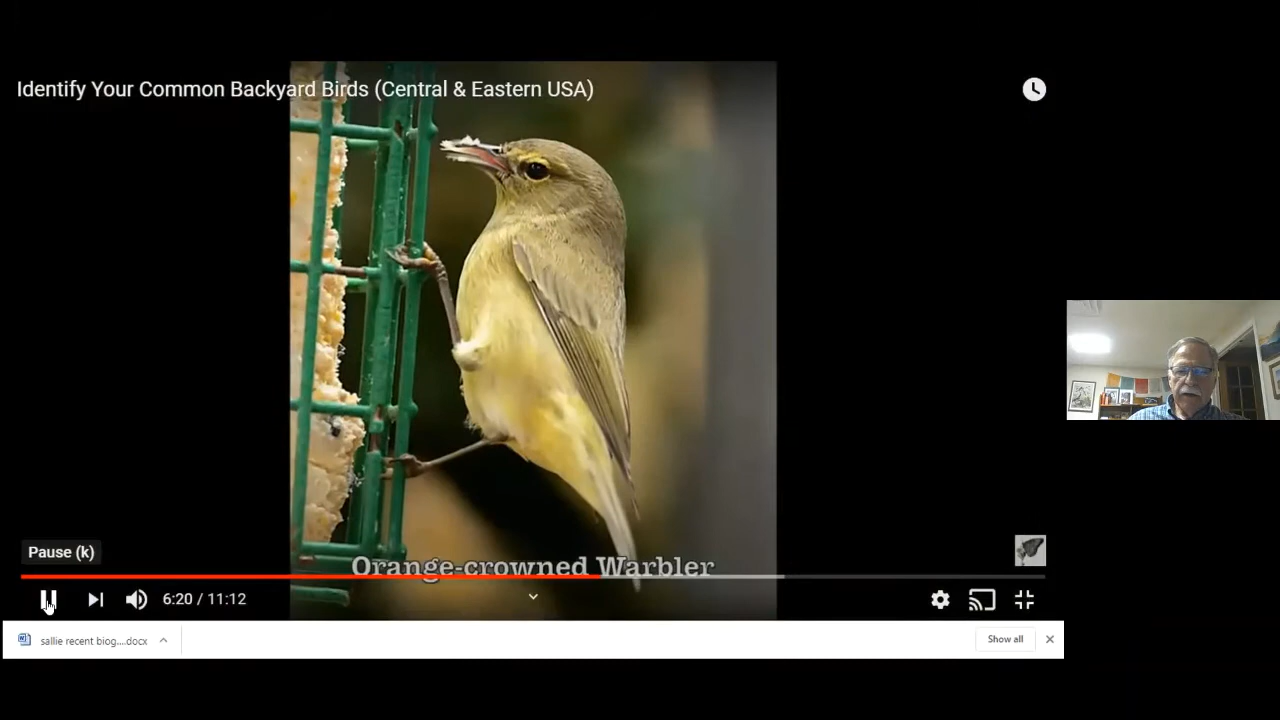 Identify Your Common Backyard Birds (Central & Eastern USA)
Orange-crowned Warbler
Pause (k)
6:20 / 11:12
sallie recent biog....docx
Show all